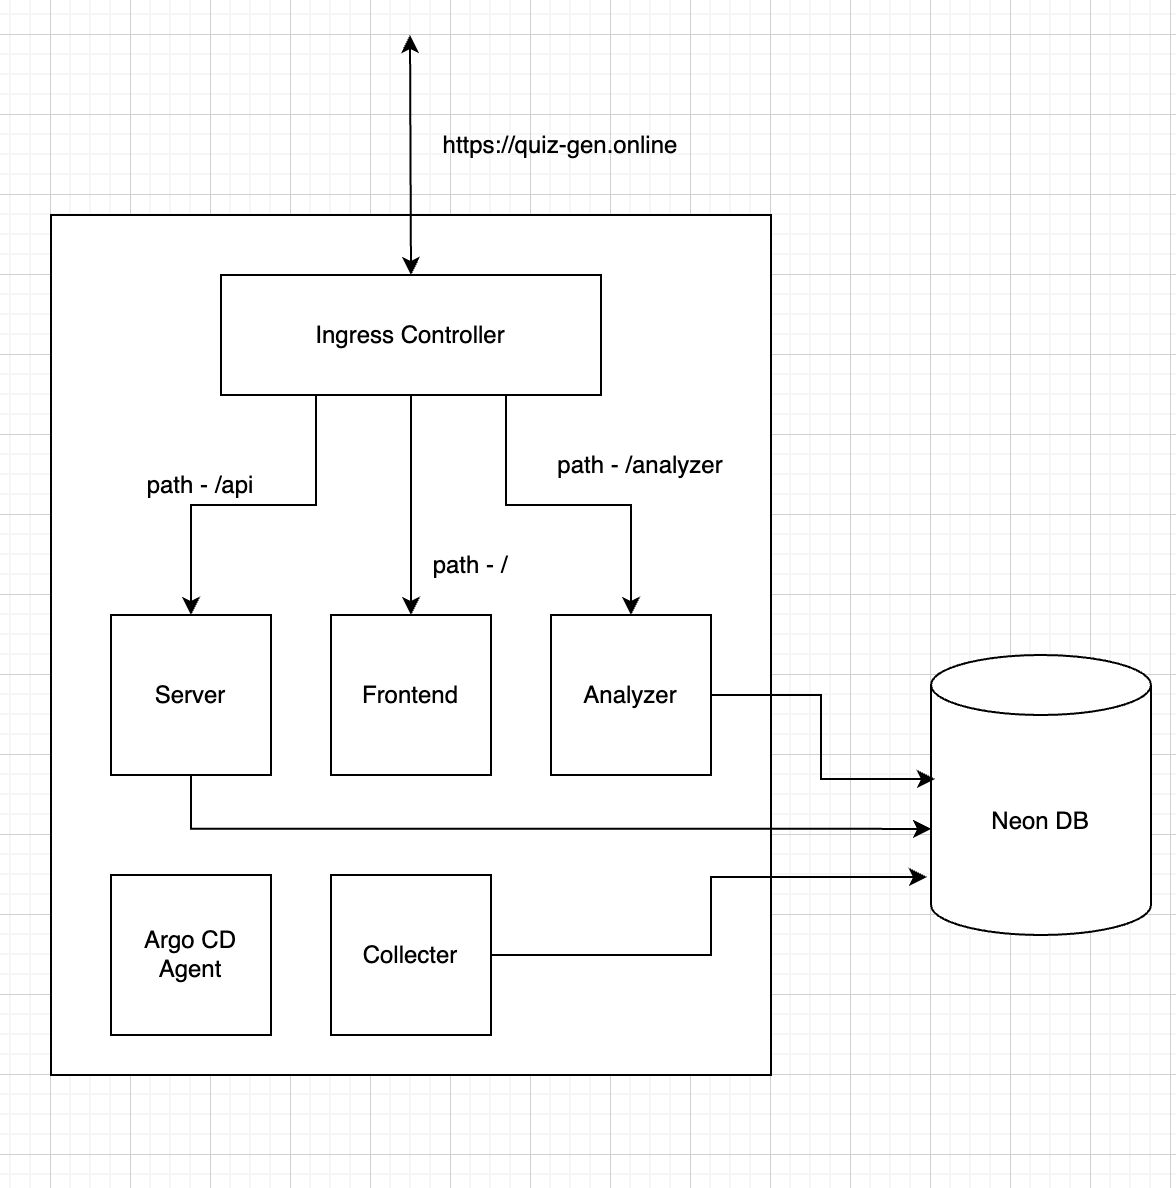 https://quiz-gen.online
Ingress Controller
path - /analyzer
path - /api
path - /
Server
Frontend
Analyzer
Neon DB
Argo CD
Agent
Collecter